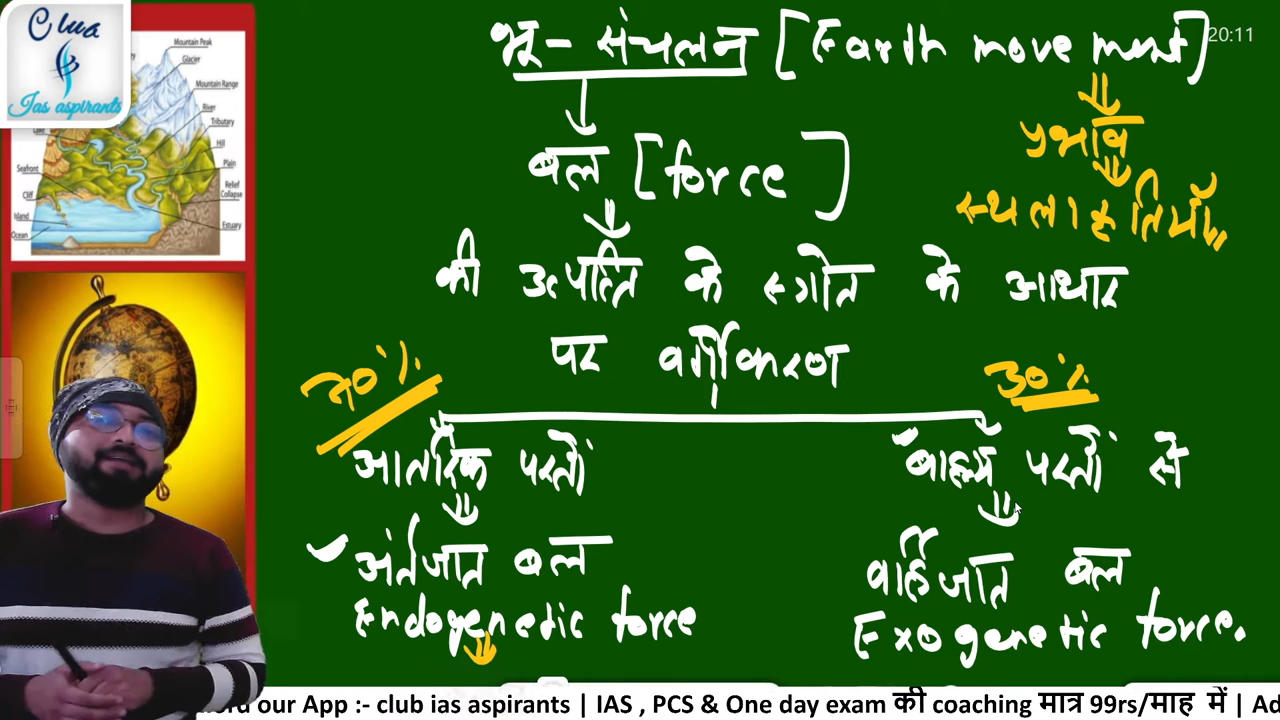 Club
Ias aspirants
Mountain Peak
Glacier
Mountain Range
River
Tributary
Hill
Plain
Relief
Collapse
Estuary
Lake
Seafront
Cliff
Island
Ocean
20:11
भू - संचलन [Earth movement]
प्रभाव
बल [force]
स्थलाकृतियाँ
की उत्पत्ति के स्त्रोत के आधार
पर वर्गीकरण
70%
30%
आंतरिक परतों
बाह्य परतों से
अंर्तजात बल
Endogenetic force
वर्हिजात बल
Exogenetic force.
our App :- club ias aspirants | IAS , PCS & One day exam की coaching मात्र 99rs/माह में | Ad